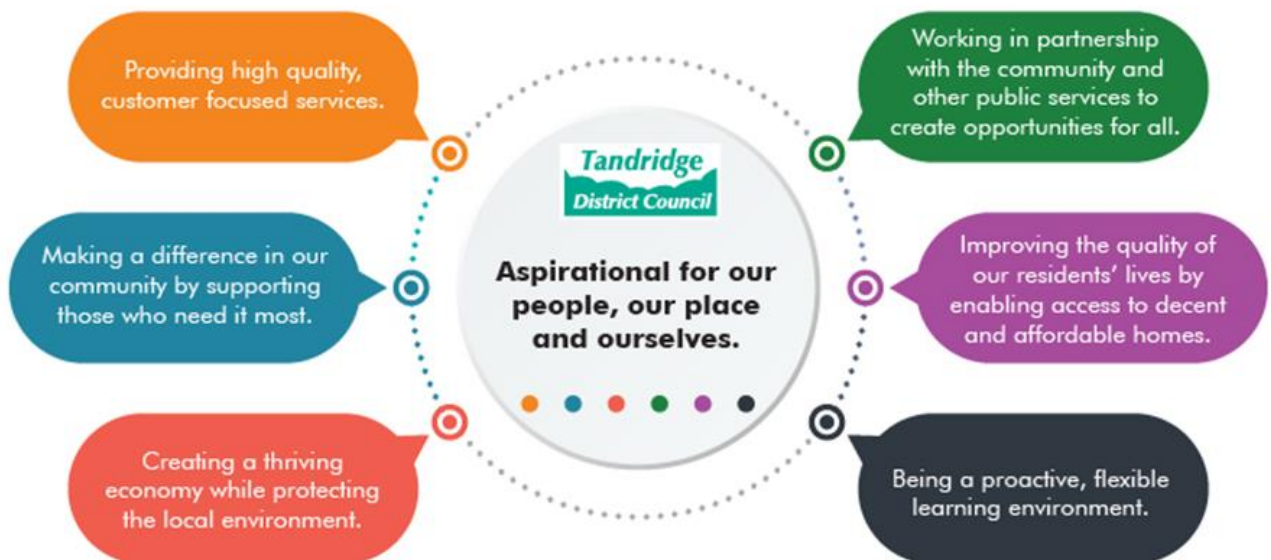 Providing high quality,
customer focused services.
Making a difference in our
community by supporting
those who need it most.
Creating a thriving
economy while protecting
the local environment.
Tandridge
District Council
Aspirational for our
people, our place
and ourselves.
Working in partnership
with the community and
other public services to
create opportunities for all.
Improving the quality of
our residents’ lives by
enabling access to decent
and affordable homes.
Being a proactive, flexible
learning environment.